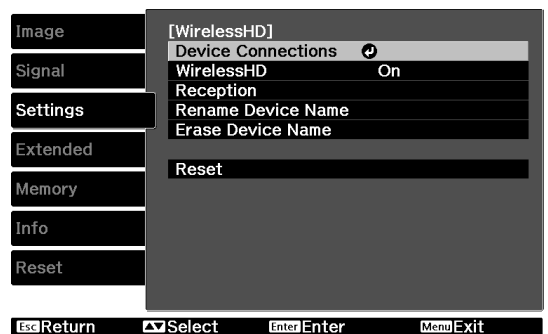 Image
Signal
Settings
Extended
Memory
Info
Reset
[WirelessHD]
Device Connections
WirelessHD On
Reception
Rename Device Name
Erase Device Name
Reset
Esc Return Select Enter Enter Menu Exit